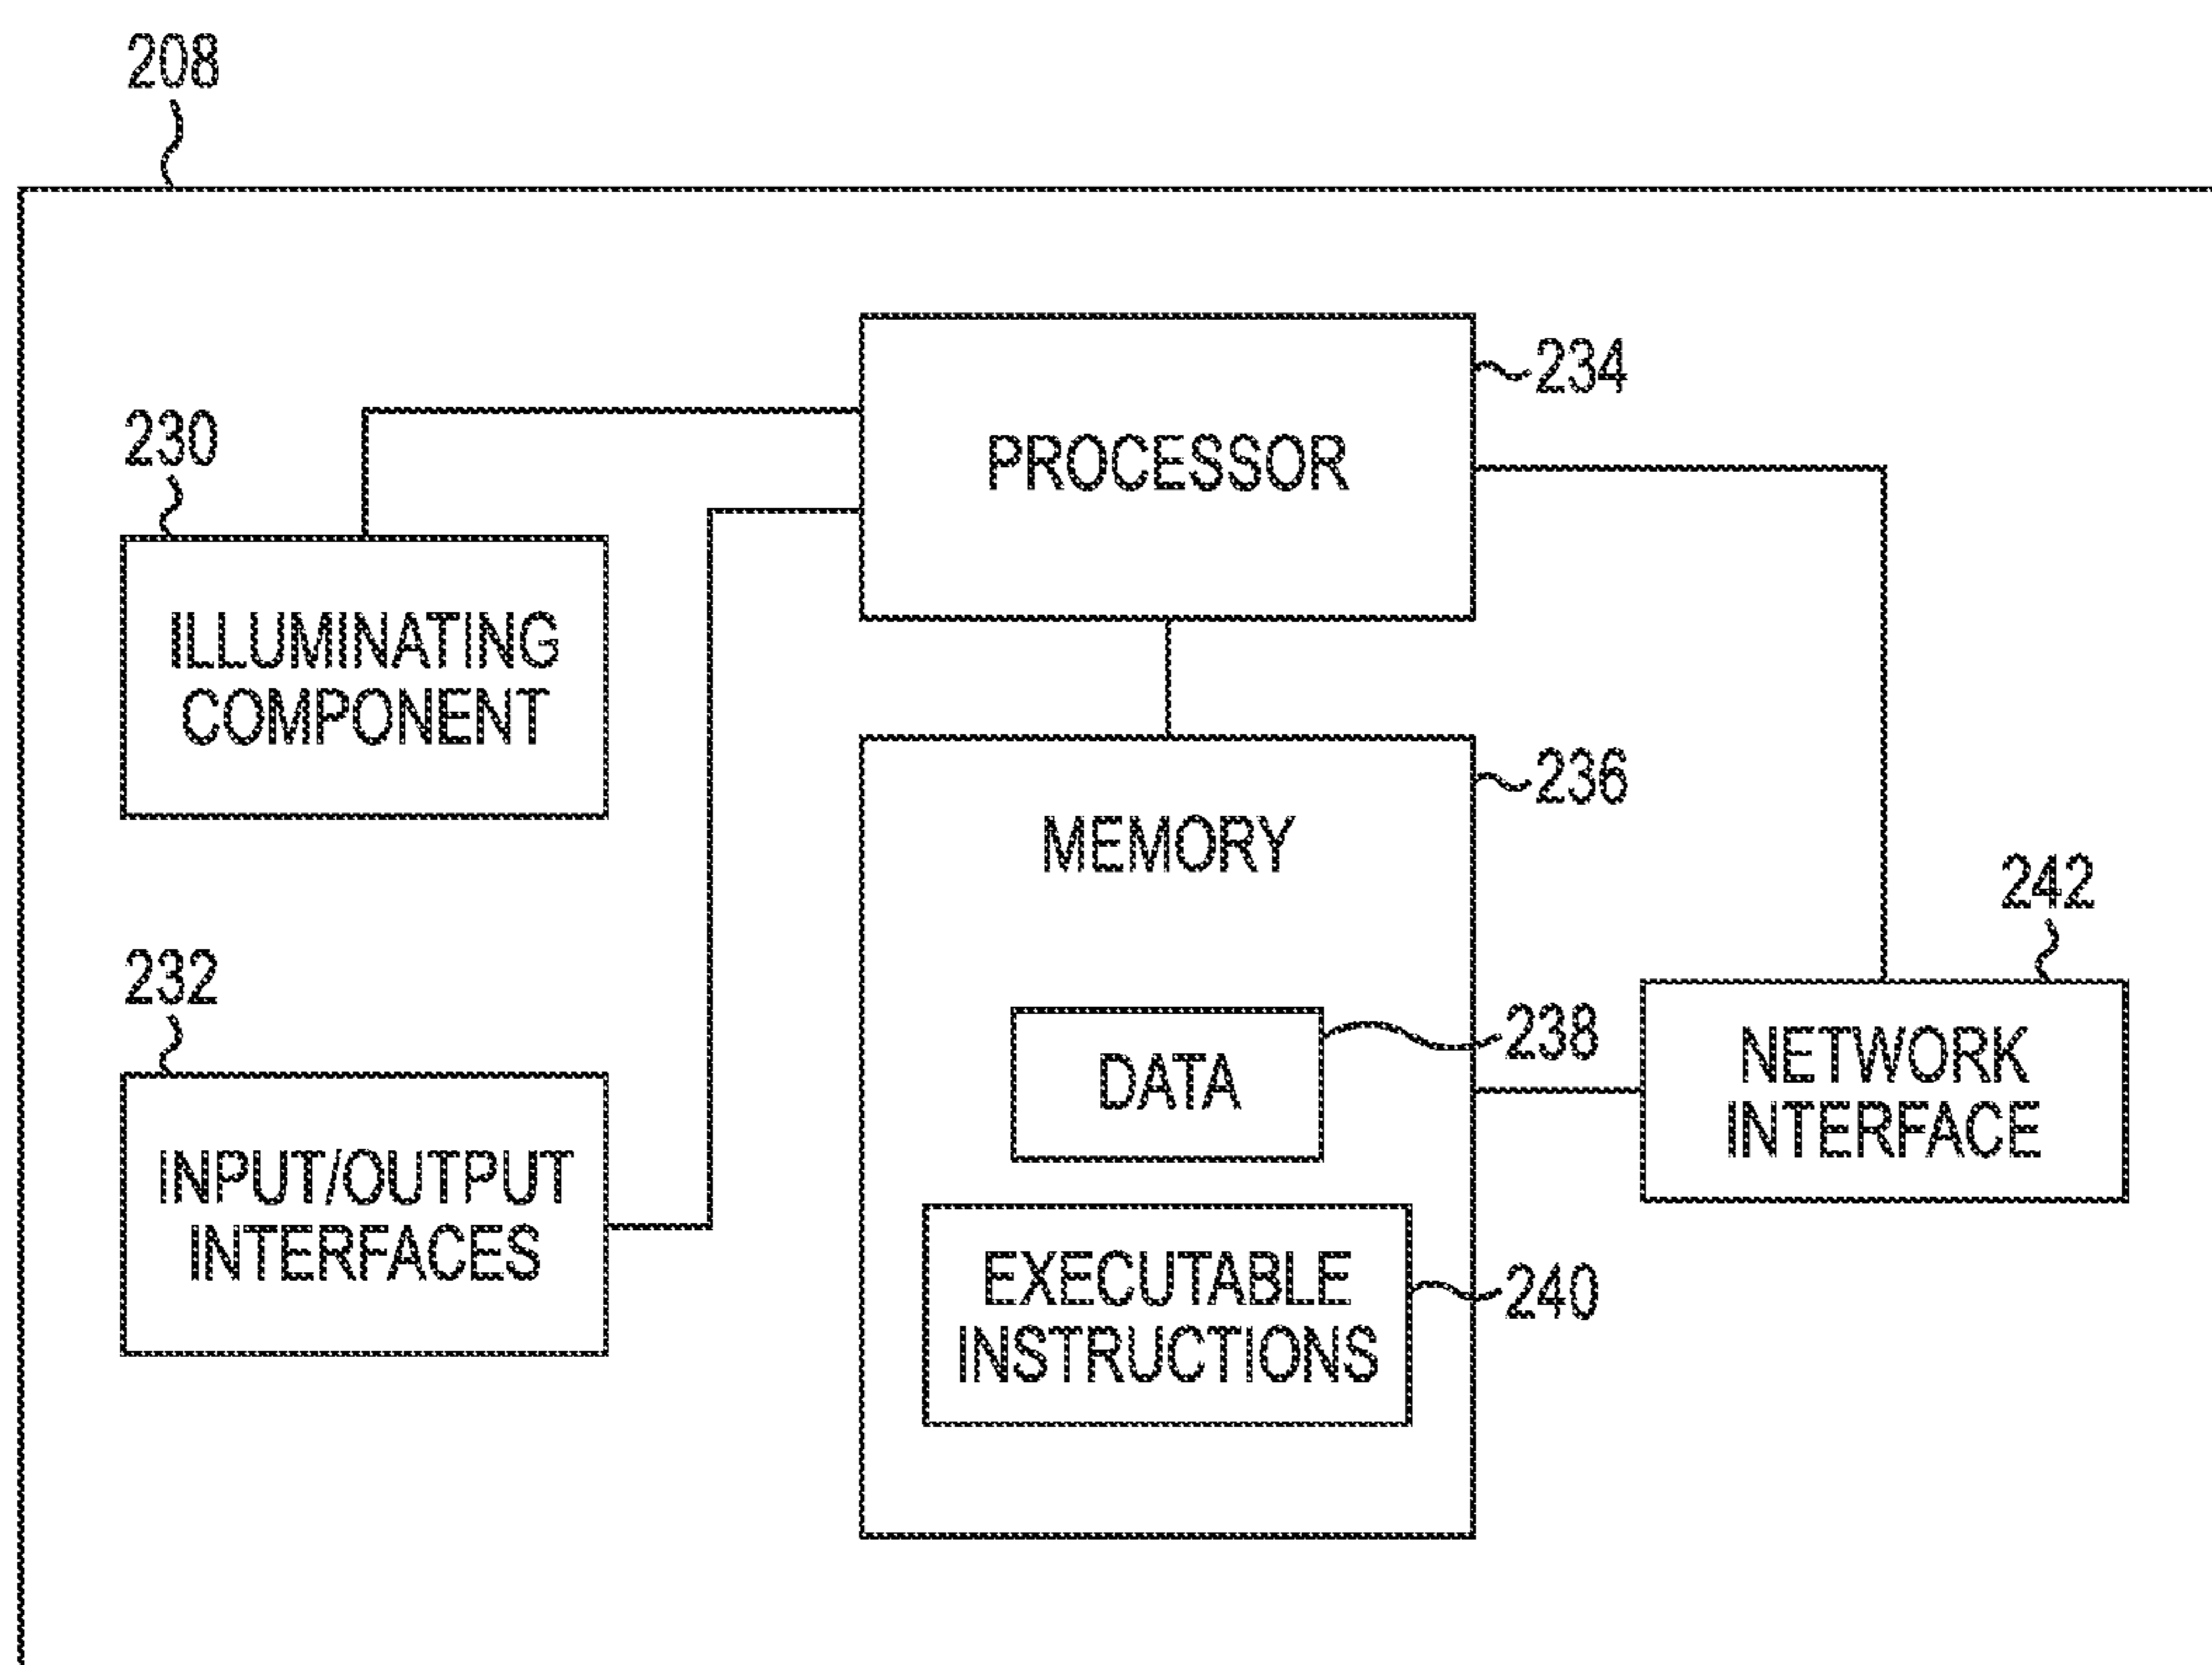 208
234
PROCESSOR
230
ILLUMINATING
COMPONENT
236
MEMORY
242
NETWORK
INTERFACE
232
INPUT/OUTPUT
INTERFACES
238
DATA
EXECUTABLE
INSTRUCTIONS
240